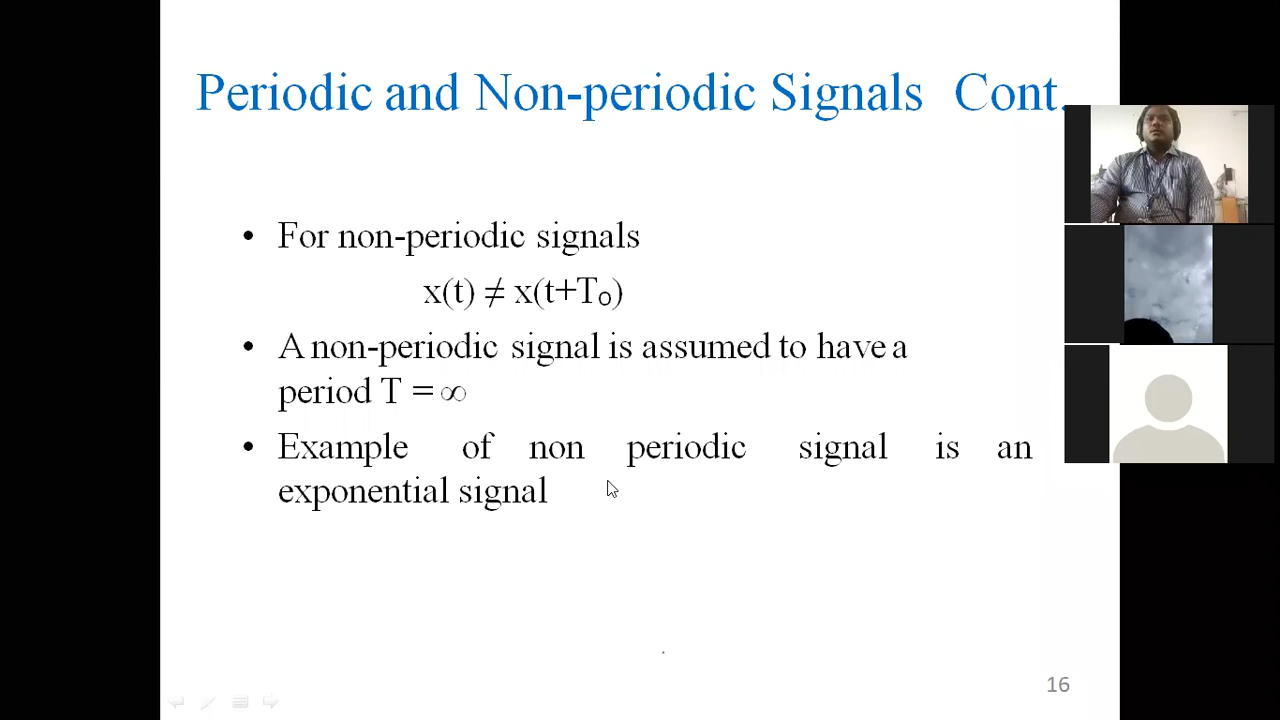 Periodic and Non-periodic Signals Cont.
• For non-periodic signals
x(t) ≠ x(t+T₀)
• A non-periodic signal is assumed to have a
period T = ∞
• Example of non periodic signal is an
exponential signal
16